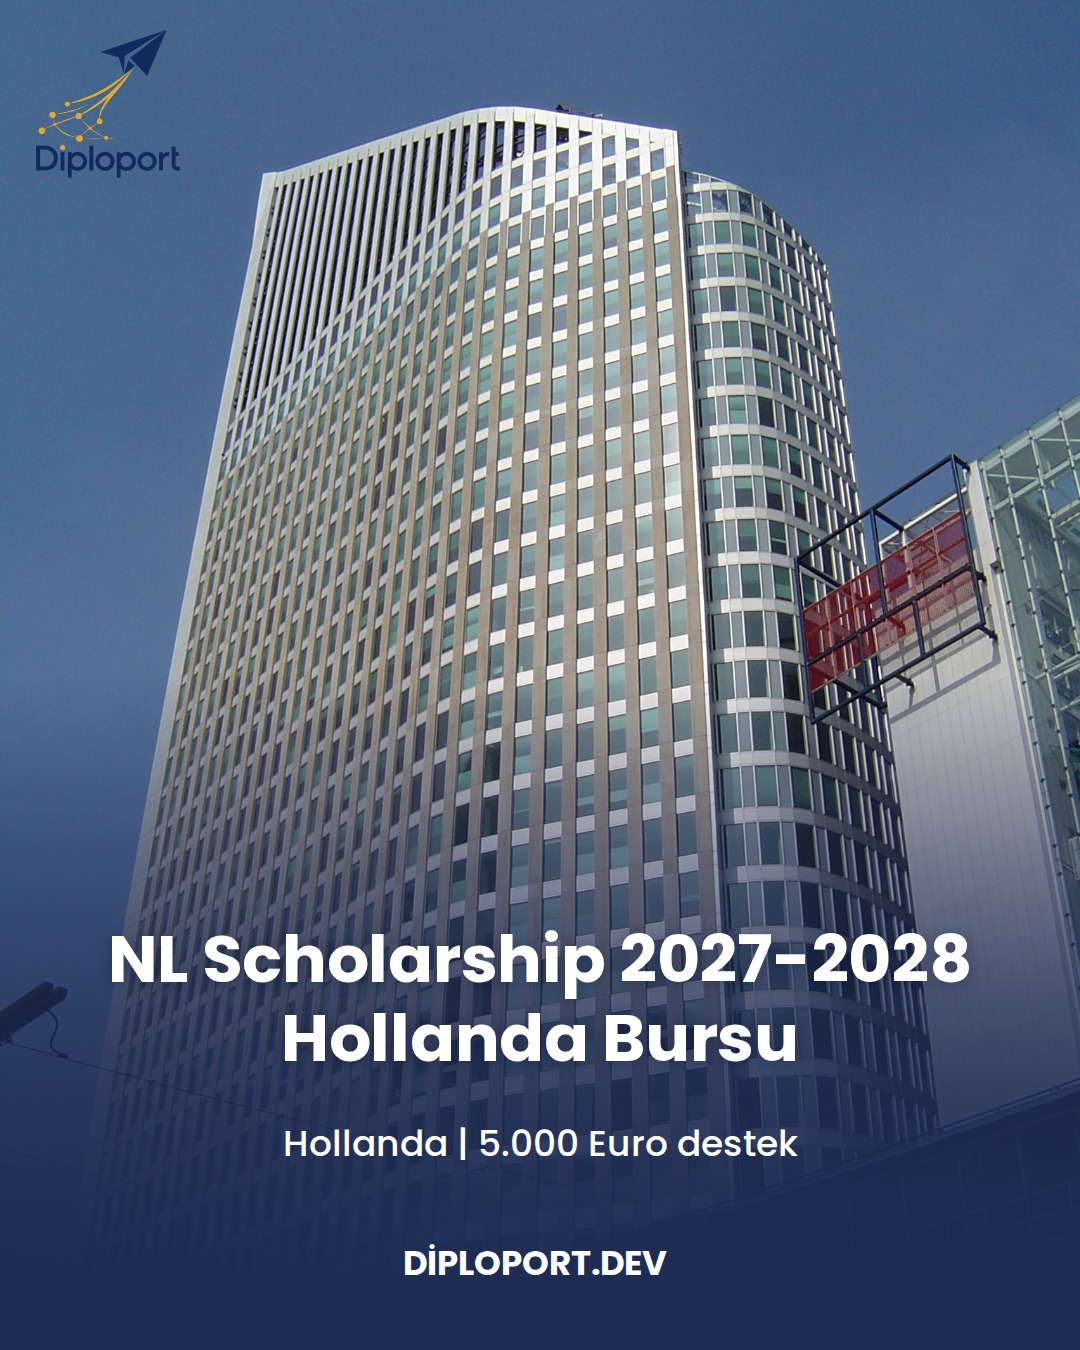 Diploport
NL Scholarship 2027-2028
Hollanda Bursu
Hollanda | 5.000 Euro destek
DİPLOPORT.DEV